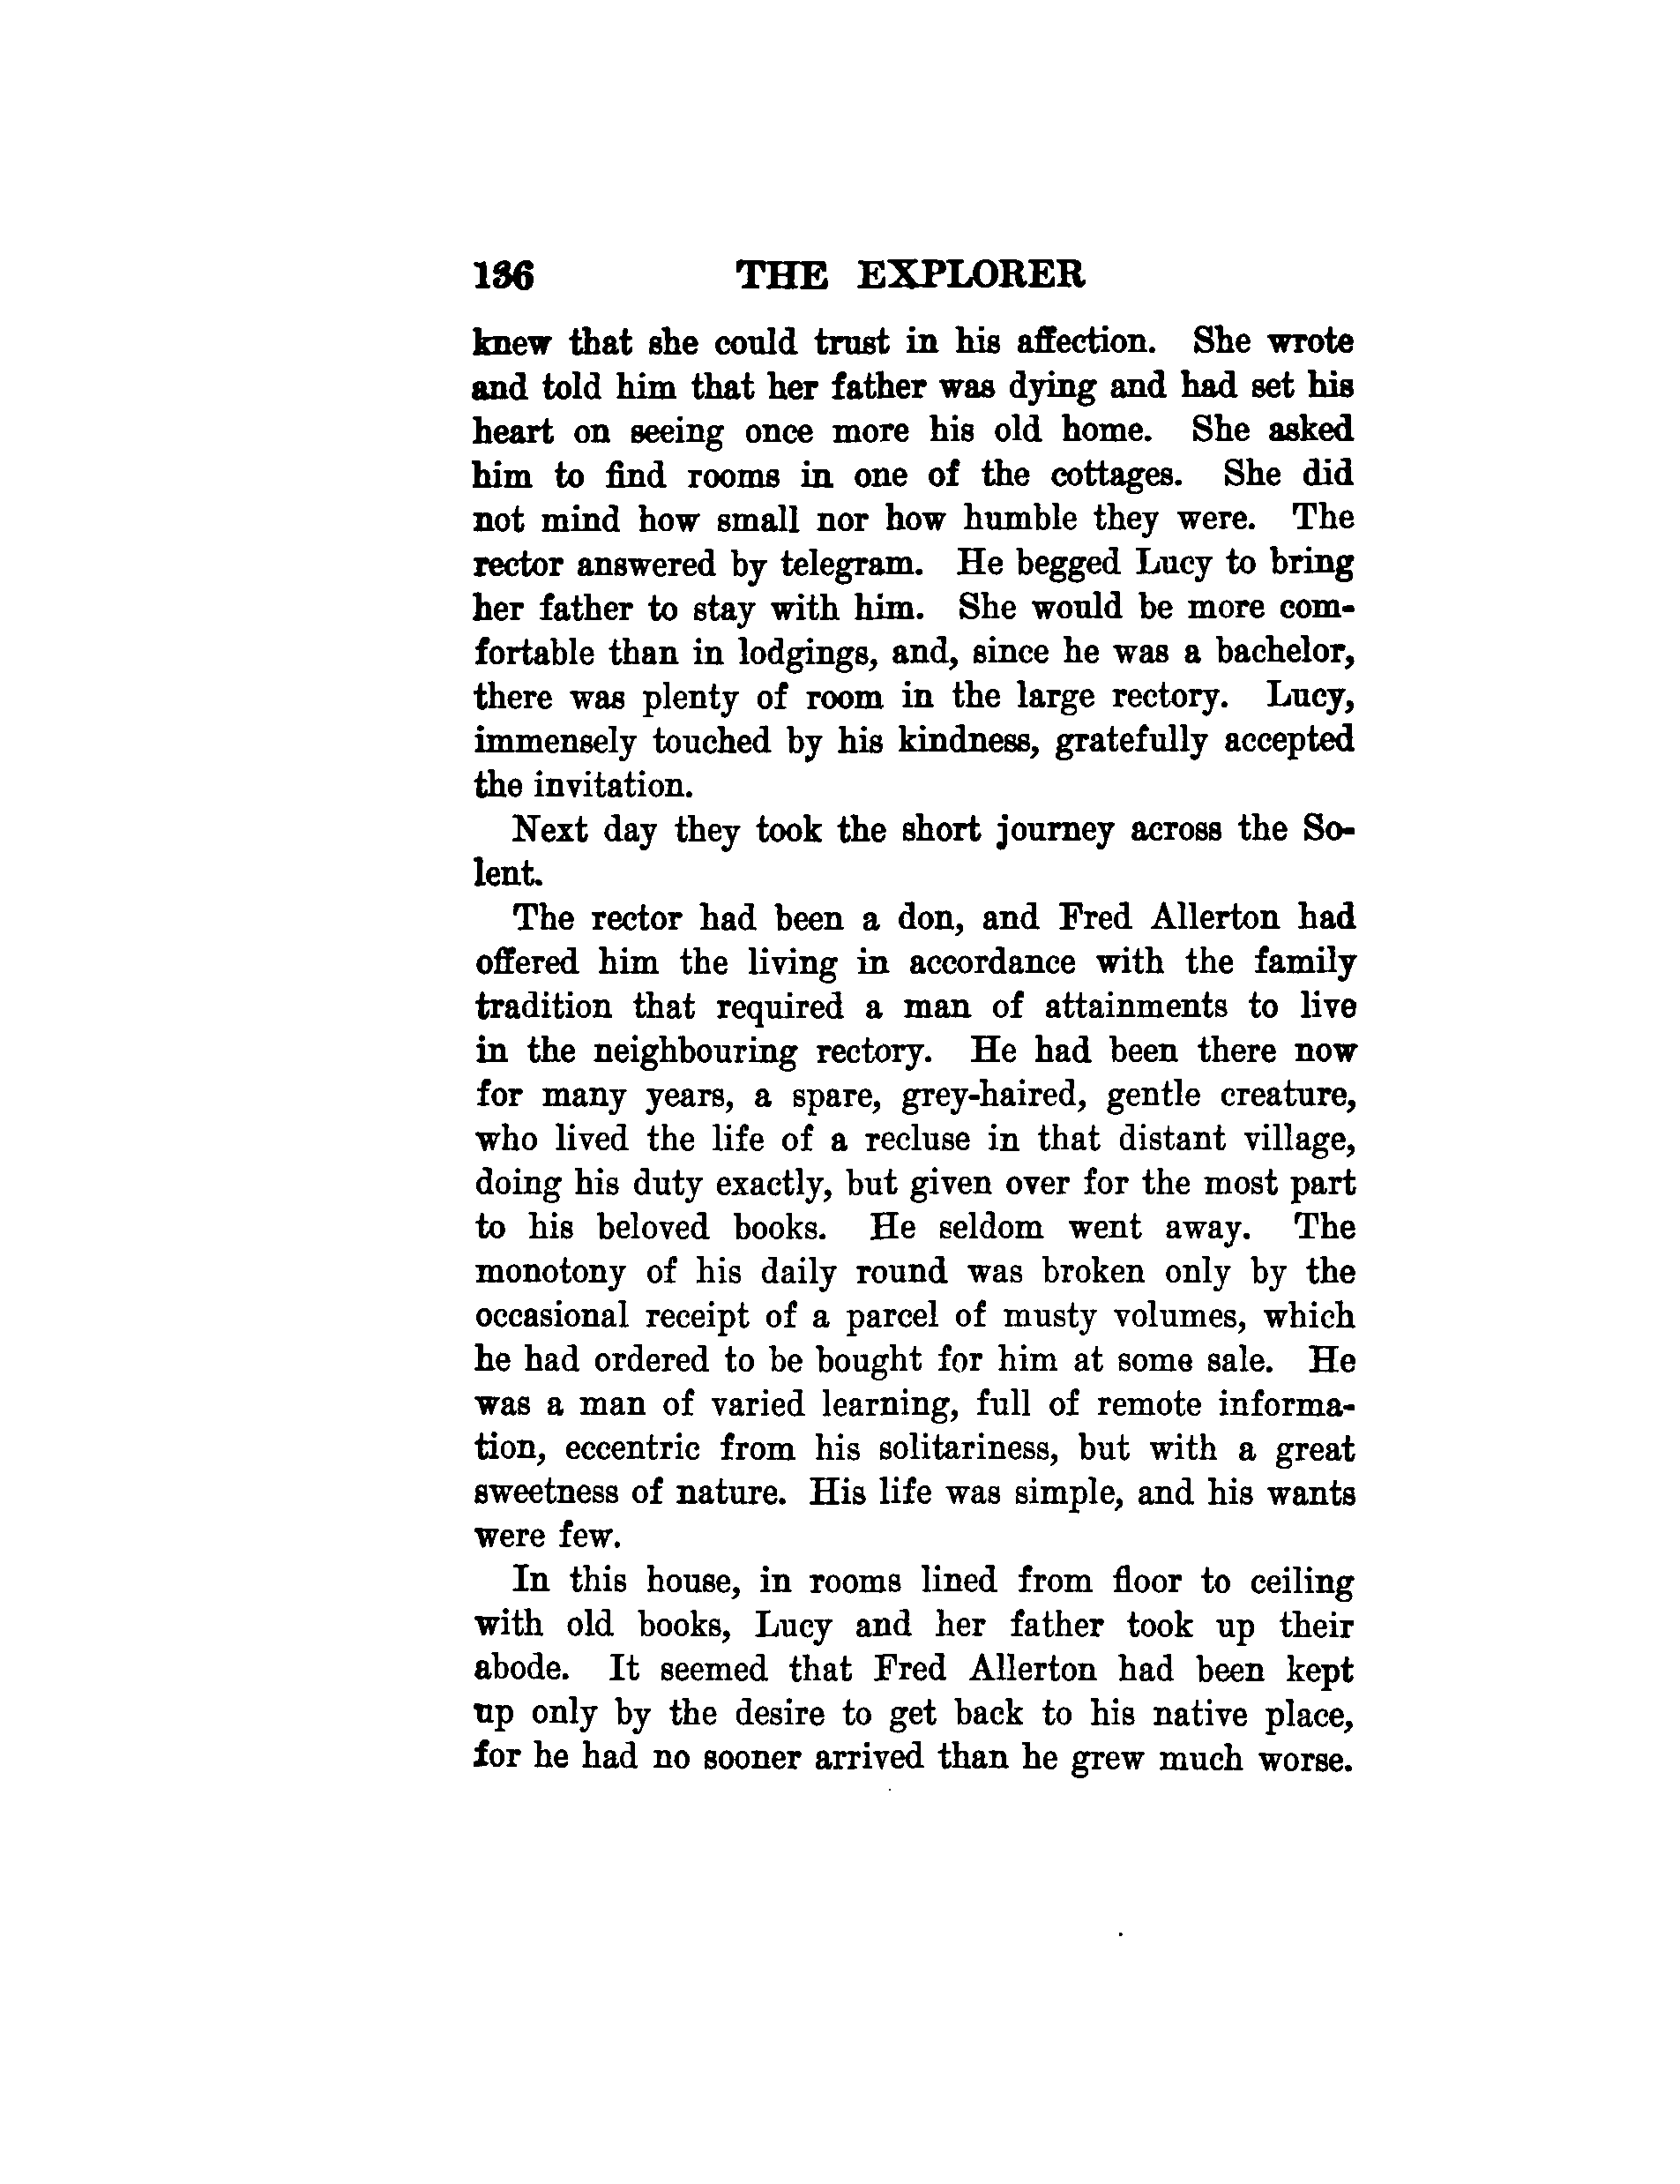 136 THE EXPLORER
knew that she could trust in his affection. She wrote
and told him that her father was dying and had set his
heart on seeing once more his old home. She asked
him to find rooms in one of the cottages. She did
not mind how small nor how humble they were. The
rector answered by telegram. He begged Lucy to bring
her father to stay with him. She would be more com-
fortable than in lodgings, and, since he was a bachelor,
there was plenty of room in the large rectory. Lucy,
immensely touched by his kindness, gratefully accepted
the invitation.
Next day they took the short journey across the So-
lent.
The rector had been a don, and Fred Allerton had
offered him the living in accordance with the family
tradition that required a man of attainments to live
in the neighbouring rectory. He had been there now
for many years, a spare, grey-haired, gentle creature,
who lived the life of a recluse in that distant village,
doing his duty exactly, but given over for the most part
to his beloved books. He seldom went away. The
monotony of his daily round was broken only by the
occasional receipt of a parcel of musty volumes, which
he had ordered to be bought for him at some sale. He
was a man of varied learning, full of remote informa-
tion, eccentric from his solitariness, but with a great
sweetness of nature. His life was simple, and his wants
were few.
In this house, in rooms lined from floor to ceiling
with old books, Lucy and her father took up their
abode. It seemed that Fred Allerton had been kept
up only by the desire to get back to his native place,
for he had no sooner arrived than he grew much worse.